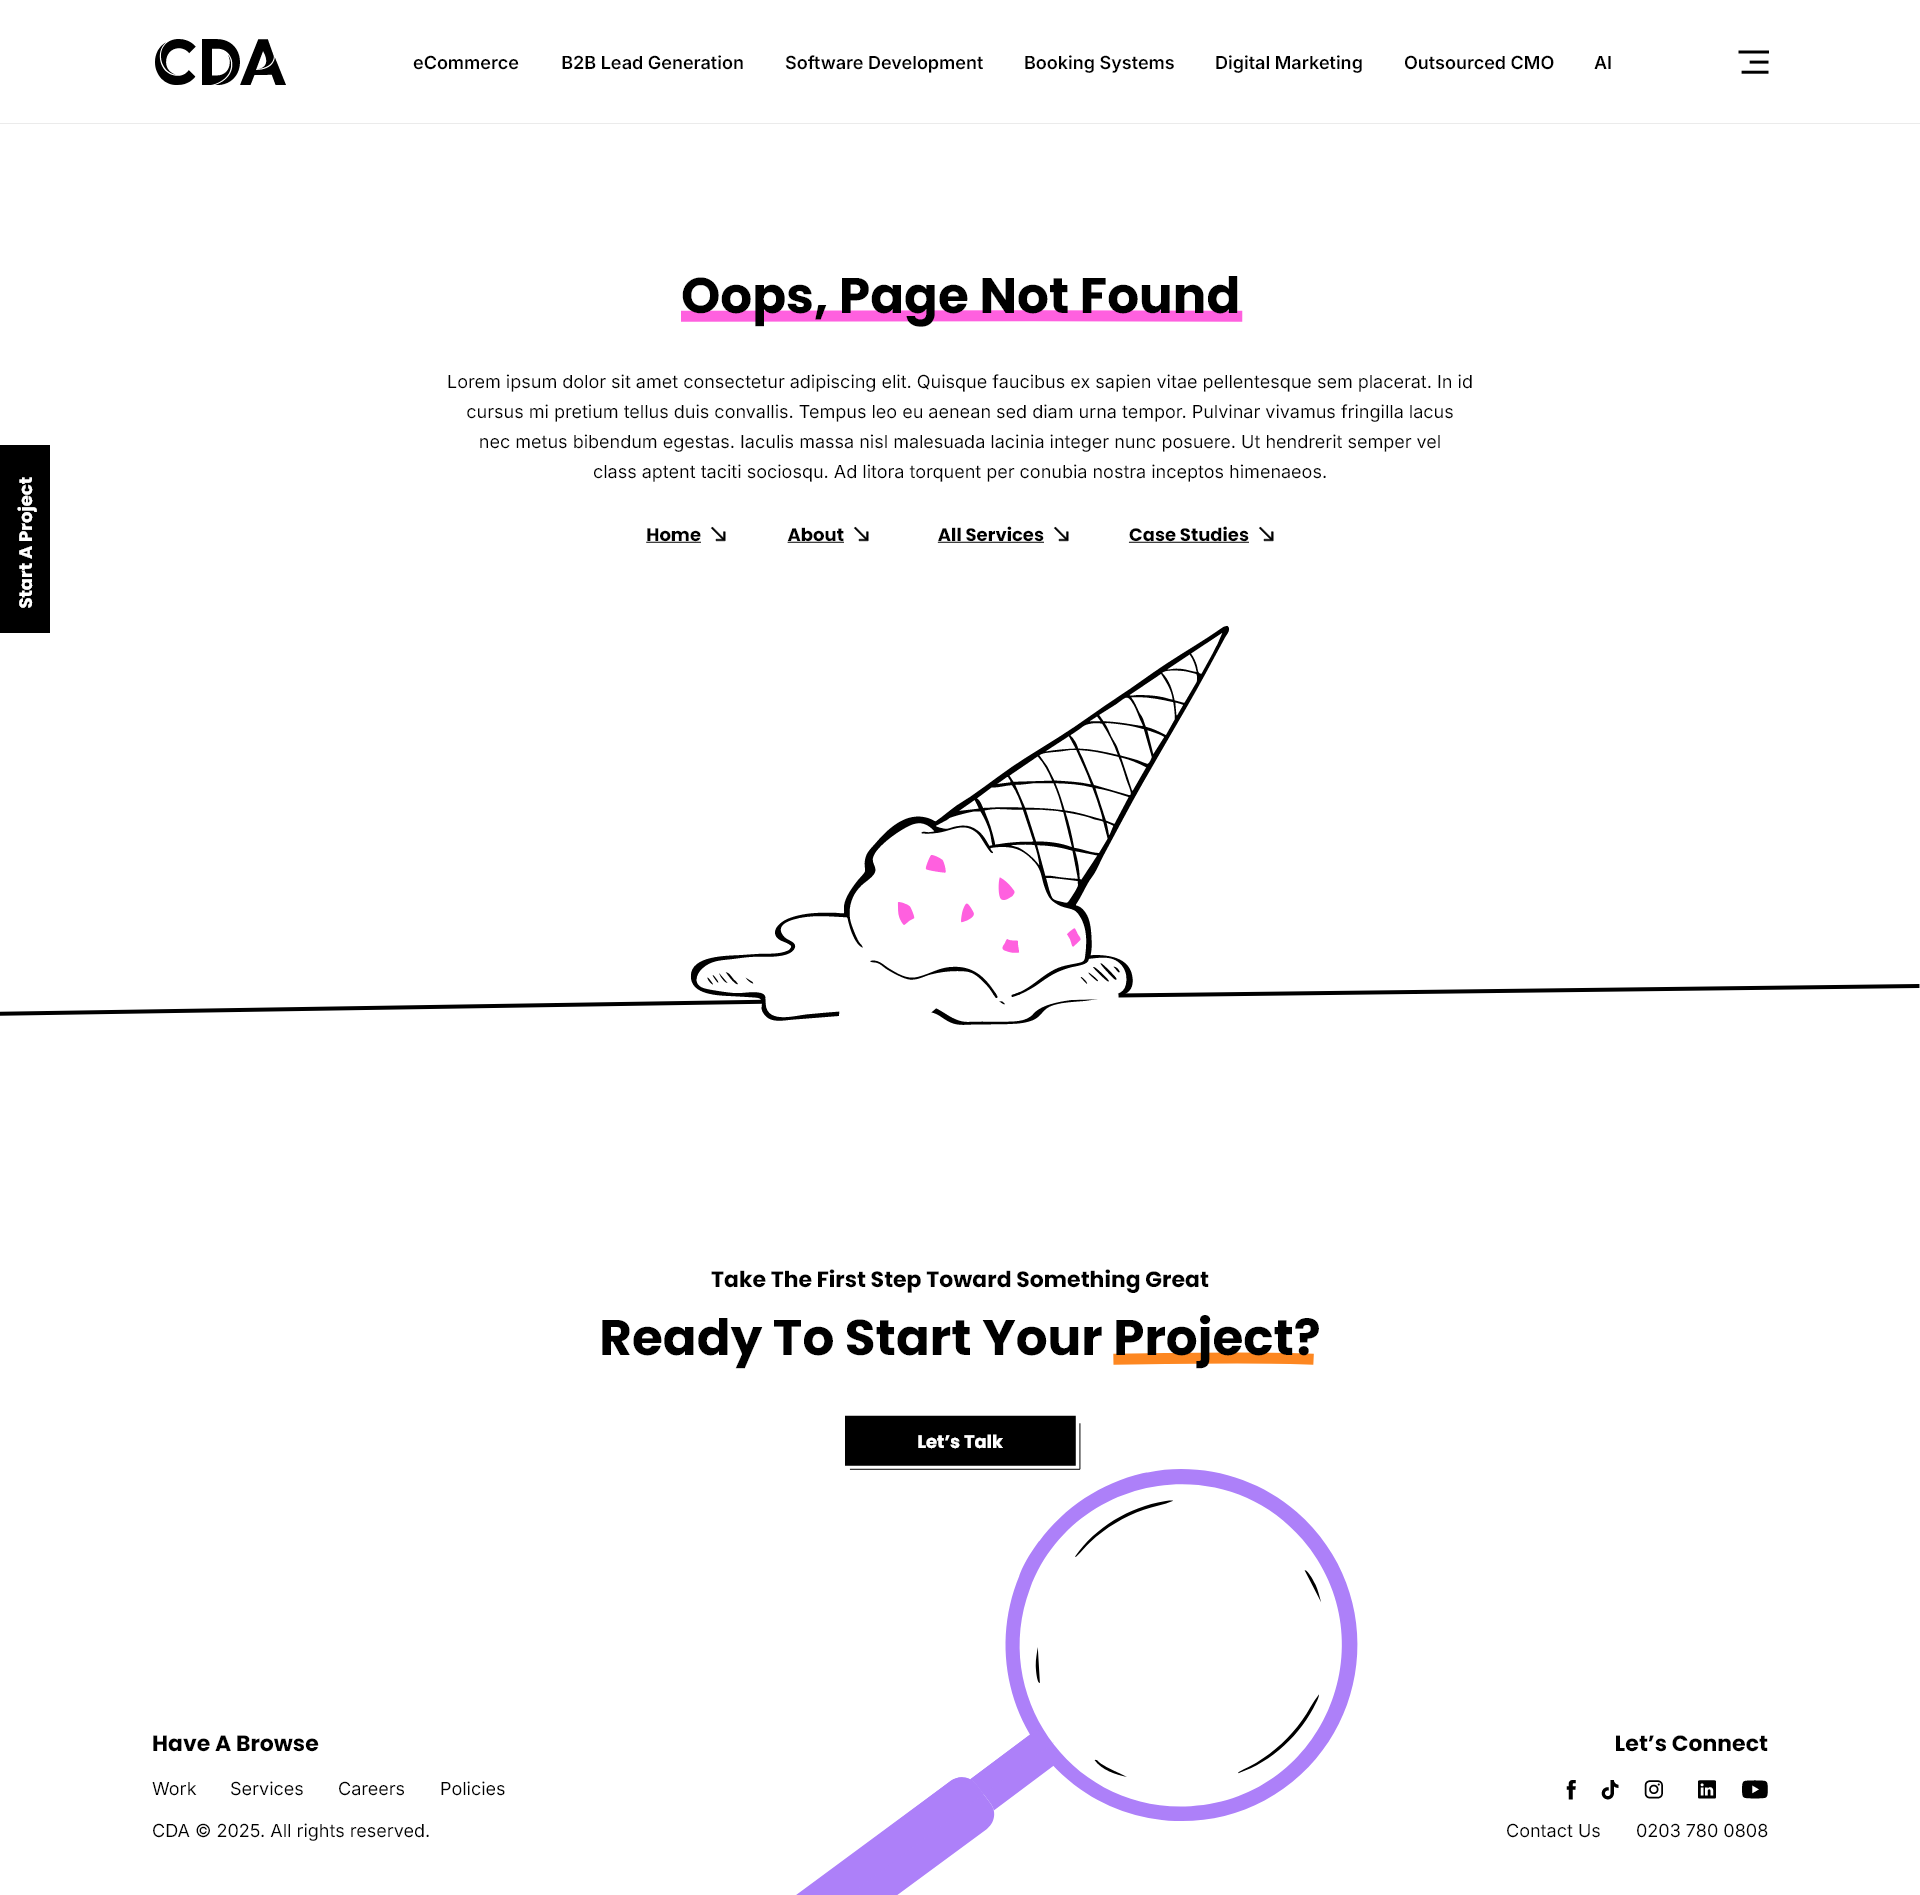 CDA
eCommerce B2B Lead Generation Software Development Booking Systems Digital Marketing Outsourced CMO AI
Oops, Page Not Found
Lorem ipsum dolor sit amet consectetur adipiscing elit. Quisque faucibus ex sapien vitae pellentesque sem placerat. In id
cursus mi pretium tellus duis convallis. Tempus leo eu aenean sed diam urna tempor. Pulvinar vivamus fringilla lacus
nec metus bibendum egestas. Iaculis massa nisl malesuada lacinia integer nunc posuere. Ut hendrerit semper vel
class aptent taciti sociosqu. Ad litora torquent per conubia nostra inceptos himenaeos.
Start A Project
Home About All Services Case Studies
Take The First Step Toward Something Great
Ready To Start Your Project?
Let's Talk
Have A Browse
Work Services Careers Policies
CDA © 2025. All rights reserved.
Let's Connect
Contact Us 0203 780 0808